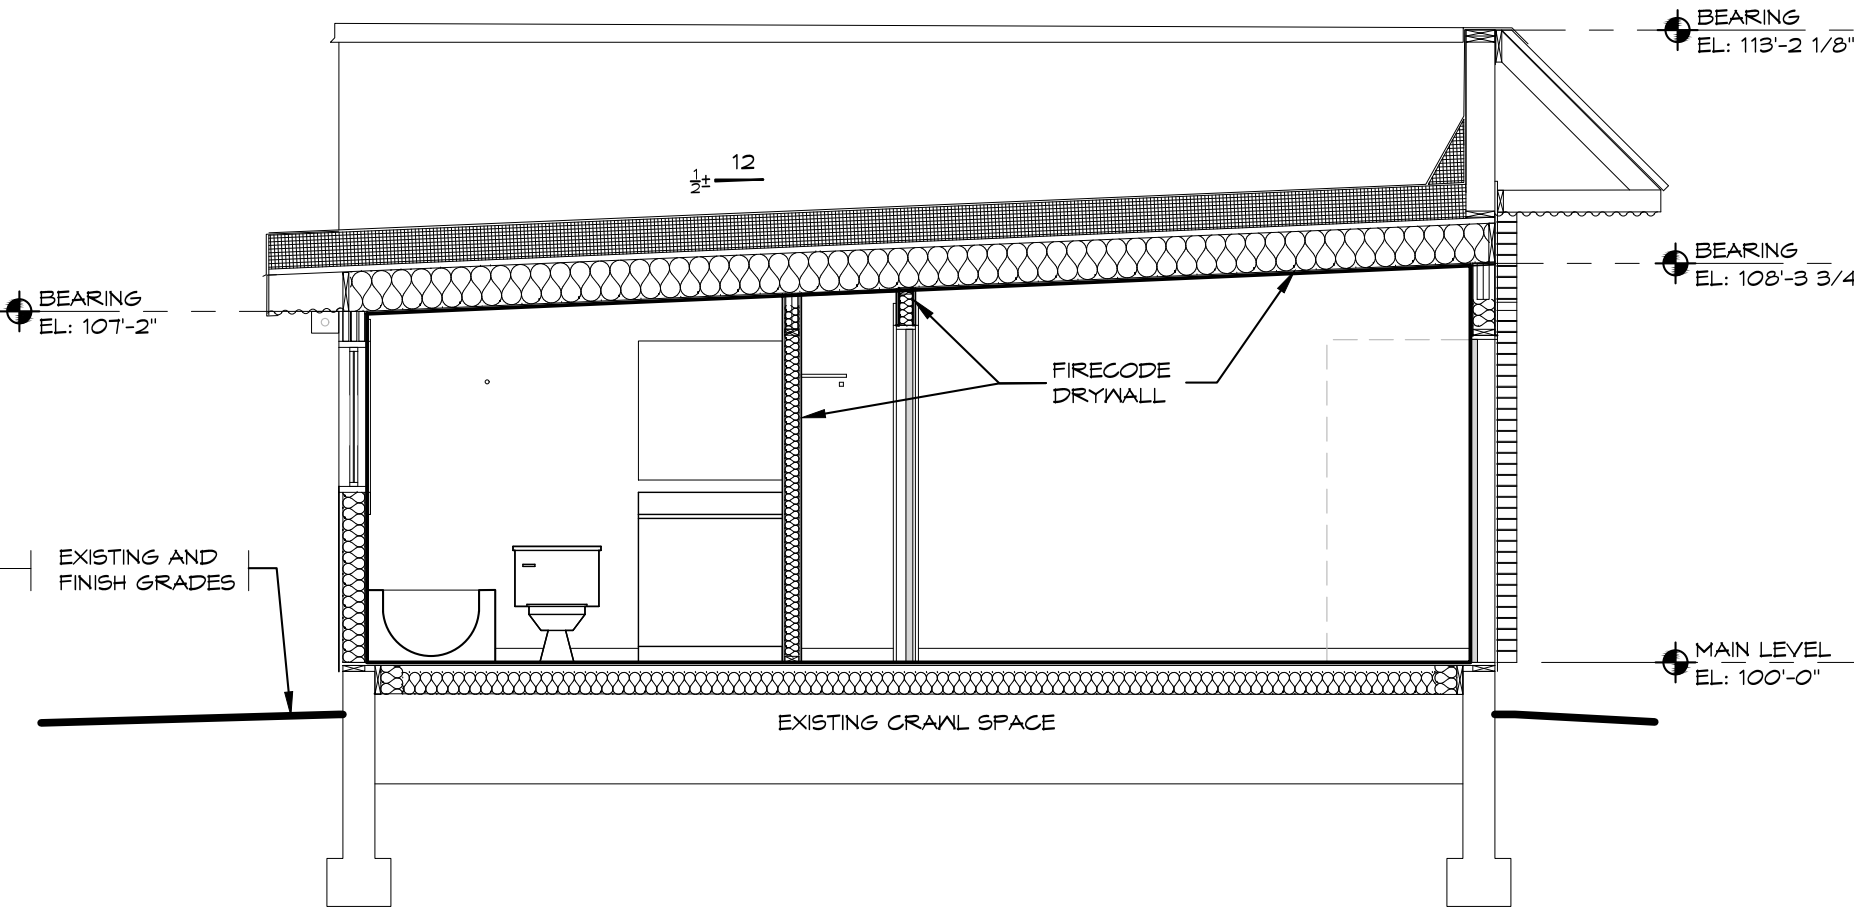 BEARING
EL: 113'-2 1/8"
12
1/2±
BEARING
EL: 108'-3 3/4
BEARING
EL: 107'-2"
FIRECODE
DRYWALL
EXISTING AND
FINISH GRADES
MAIN LEVEL
EL: 100'-0"
EXISTING CRAWL SPACE